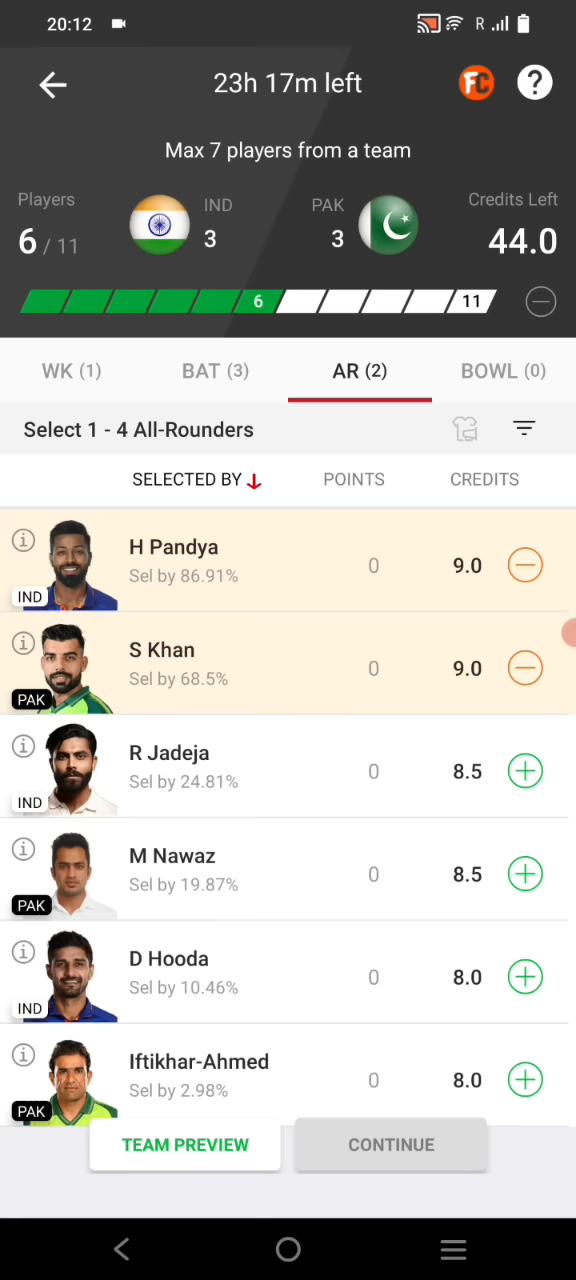 20:12 R
23h 17m left FC ?
Max 7 players from a team
Players IND PAK Credits Left
6 / 11 3 3 44.0
6 11
WK (1) BAT (3) AR (2) BOWL (0)
Select 1 - 4 All-Rounders
SELECTED BY POINTS CREDITS
i H Pandya
Sel by 86.91% 0 9.0
IND
i S Khan
Sel by 68.5% 0 9.0
PAK
i R Jadeja
Sel by 24.81% 0 8.5
IND
i M Nawaz
Sel by 19.87% 0 8.5
PAK
i D Hooda
Sel by 10.46% 0 8.0
IND
i Iftikhar-Ahmed
Sel by 2.98% 0 8.0
PAK
TEAM PREVIEW CONTINUE